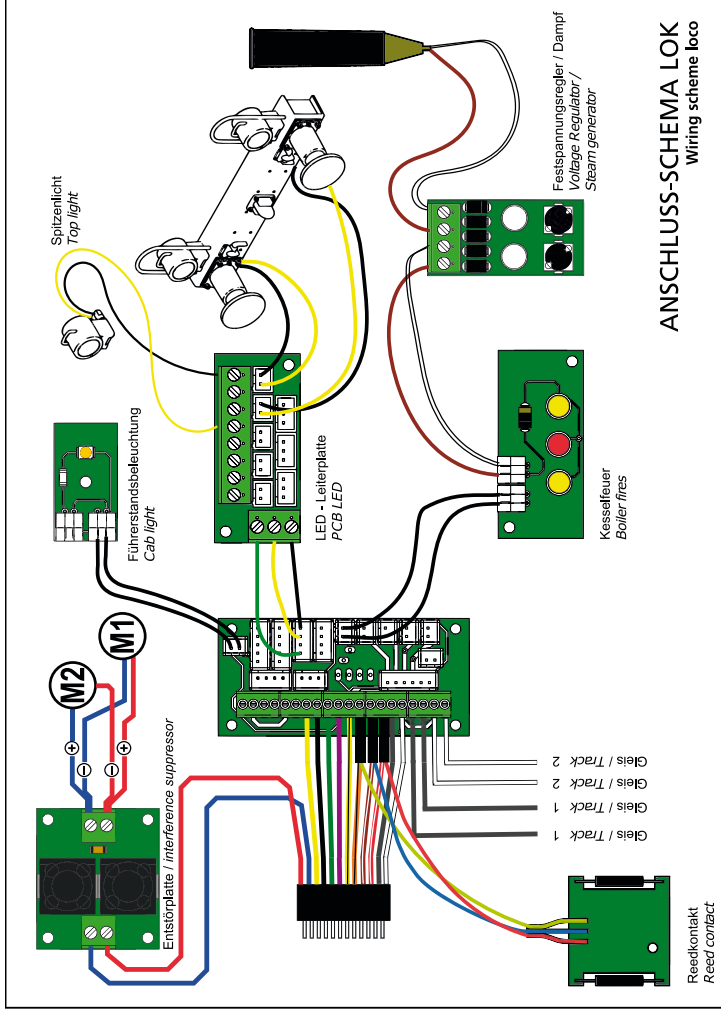 ANSCHLUSS-SCHEMA LOK
Wiring scheme loco
Spitzenlicht
Top light
Führerstandsbeleuchtung
Cab light
M2
M1
+
−
−
+
Entstörplatte / interference suppressor
LED - Leiterplatte
PCB LED
Festspannungsregler / Dampf
Voltage Regulator /
Steam generator
Kesselfeuer
Boiler fires
Gleis / Track 2
Gleis / Track 2
Gleis / Track 1
Gleis / Track 1
Reedkontakt
Reed contact